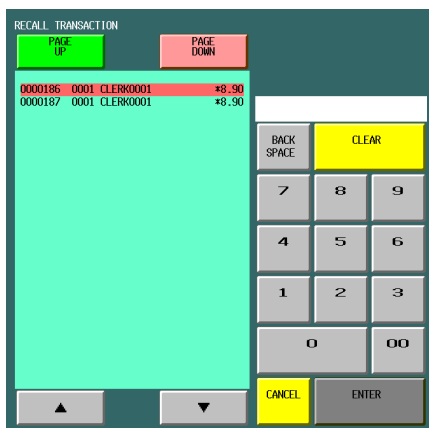 RECALL TRANSACTION
PAGE
UP
PAGE
DOWN
0000186 0001 CLERK0001 *8.90
0000187 0001 CLERK0001 *8.90
BACK
SPACE
CLEAR
7 8 9
4 5 6
1 2 3
0 00
CANCEL ENTER